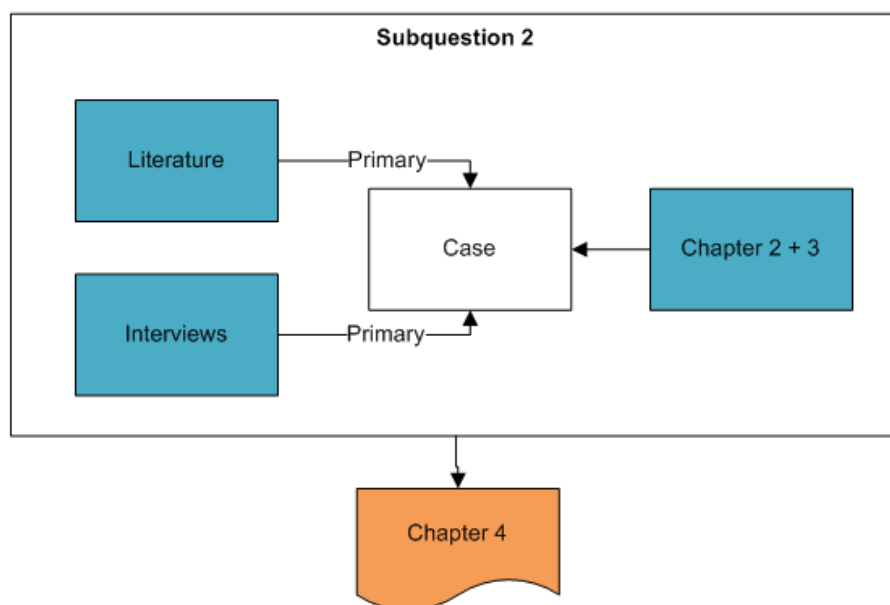 Subquestion 2
Literature
Primary
Case
Chapter 2 + 3
Interviews
Primary
Chapter 4